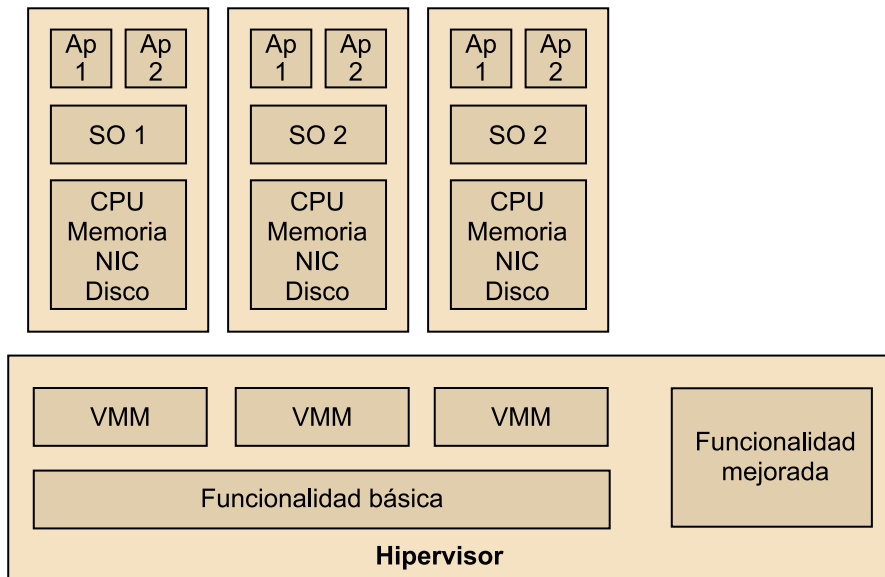 Ap
1
Ap
2
SO 1
CPU
Memoria
NIC
Disco
Ap
1
Ap
2
SO 2
CPU
Memoria
NIC
Disco
Ap
1
Ap
2
SO 2
CPU
Memoria
NIC
Disco
VMM
VMM
VMM
Funcionalidad básica
Funcionalidad
mejorada
Hipervisor